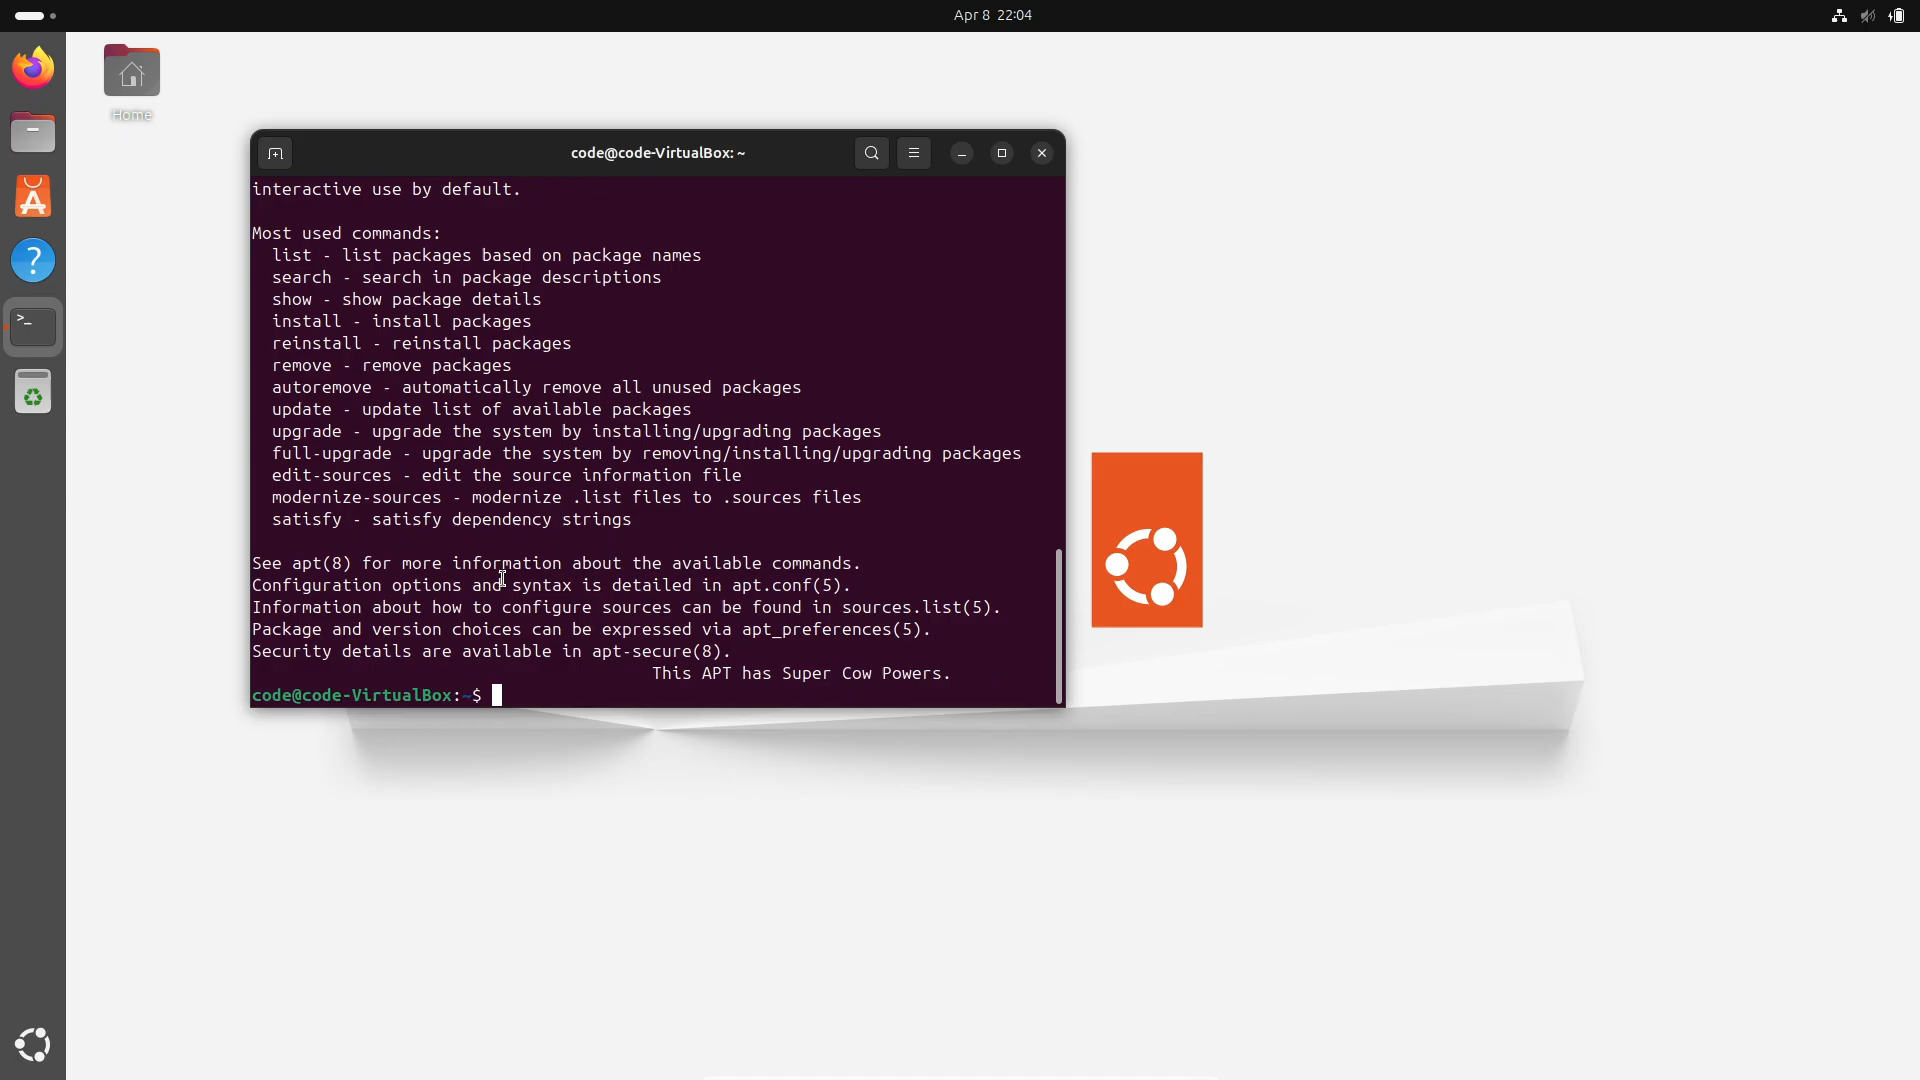 Apr 8 22:04
Home
code@code-VirtualBox: ~
interactive use by default.
Most used commands:
list - list packages based on package names
search - search in package descriptions
show - show package details
install - install packages
reinstall - reinstall packages
remove - remove packages
autoremove - automatically remove all unused packages
update - update list of available packages
upgrade - upgrade the system by installing/upgrading packages
full-upgrade - upgrade the system by removing/installing/upgrading packages
edit-sources - edit the source information file
modernize-sources - modernize .list files to .sources files
satisfy - satisfy dependency strings
See apt(8) for more information about the available commands.
Configuration options and syntax is detailed in apt.conf(5).
Information about how to configure sources can be found in sources.list(5).
Package and version choices can be expressed via apt_preferences(5).
Security details are available in apt-secure(8).
This APT has Super Cow Powers.
code@code-VirtualBox:~$